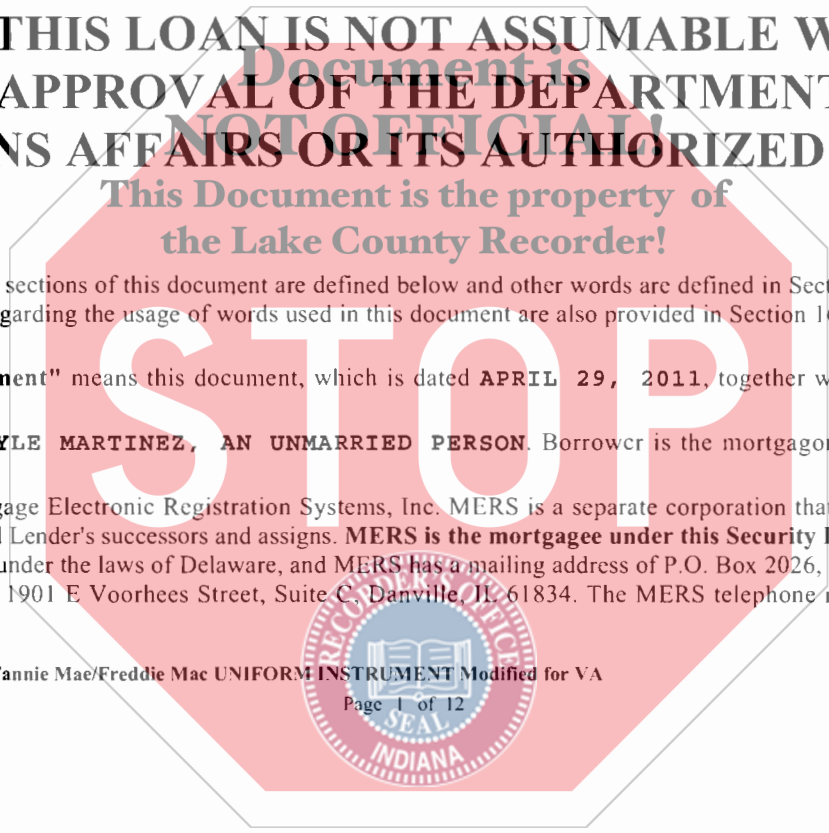 THIS LOAN IS NOT ASSUMABLE W
Document is
APPROVAL OF THE DEPARTMENT
NOT OFFICIAL!
NS AFFAIRS OR ITS AUTHORIZED
This Document is the property of
the Lake County Recorder!
sections of this document are defined below and other words are defined in Sect
garding the usage of words used in this document are also provided in Section 1
STOP
ment" means this document, which is dated APRIL 29, 2011, together w
YLE MARTINEZ, AN UNMARRIED PERSON. Borrower is the mortgagor
gage Electronic Registration Systems, Inc. MERS is a separate corporation that
Lender's successors and assigns. MERS is the mortgagee under this Security I
under the laws of Delaware, and MERS has a mailing address of P.O. Box 2026,
1901 E Voorhees Street, Suite C, Danville, IL 61834. The MERS telephone n
RECORDER'S OFFICE
annie Mae/Freddie Mac UNIFORM INSTRUMENT Modified for VA
Page 1 of 12
SEAL
INDIANA